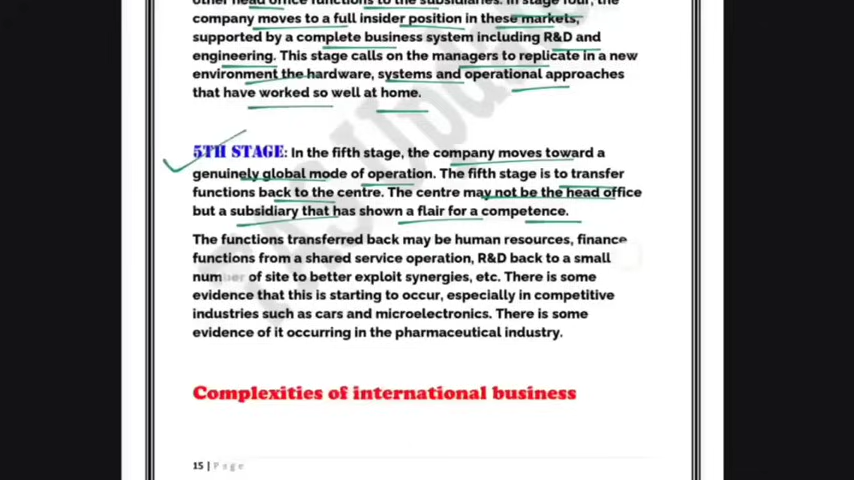 other head office functions to the subsidiaries. In stage four, the
company moves to a full insider position in these markets,
supported by a complete business system including R&D and
engineering. This stage calls on the managers to replicate in a new
environment the hardware, systems and operational approaches
that have worked so well at home.
5TH STAGE: In the fifth stage, the company moves toward a
genuinely global mode of operation. The fifth stage is to transfer
functions back to the centre. The centre may not be the head office
but a subsidiary that has shown a flair for a competence.
The functions transferred back may be human resources, finance
functions from a shared service operation, R&D back to a small
number of site to better exploit synergies, etc. There is some
evidence that this is starting to occur, especially in competitive
industries such as cars and microelectronics. There is some
evidence of it occurring in the pharmaceutical industry.
Complexities of international business
15 | Page